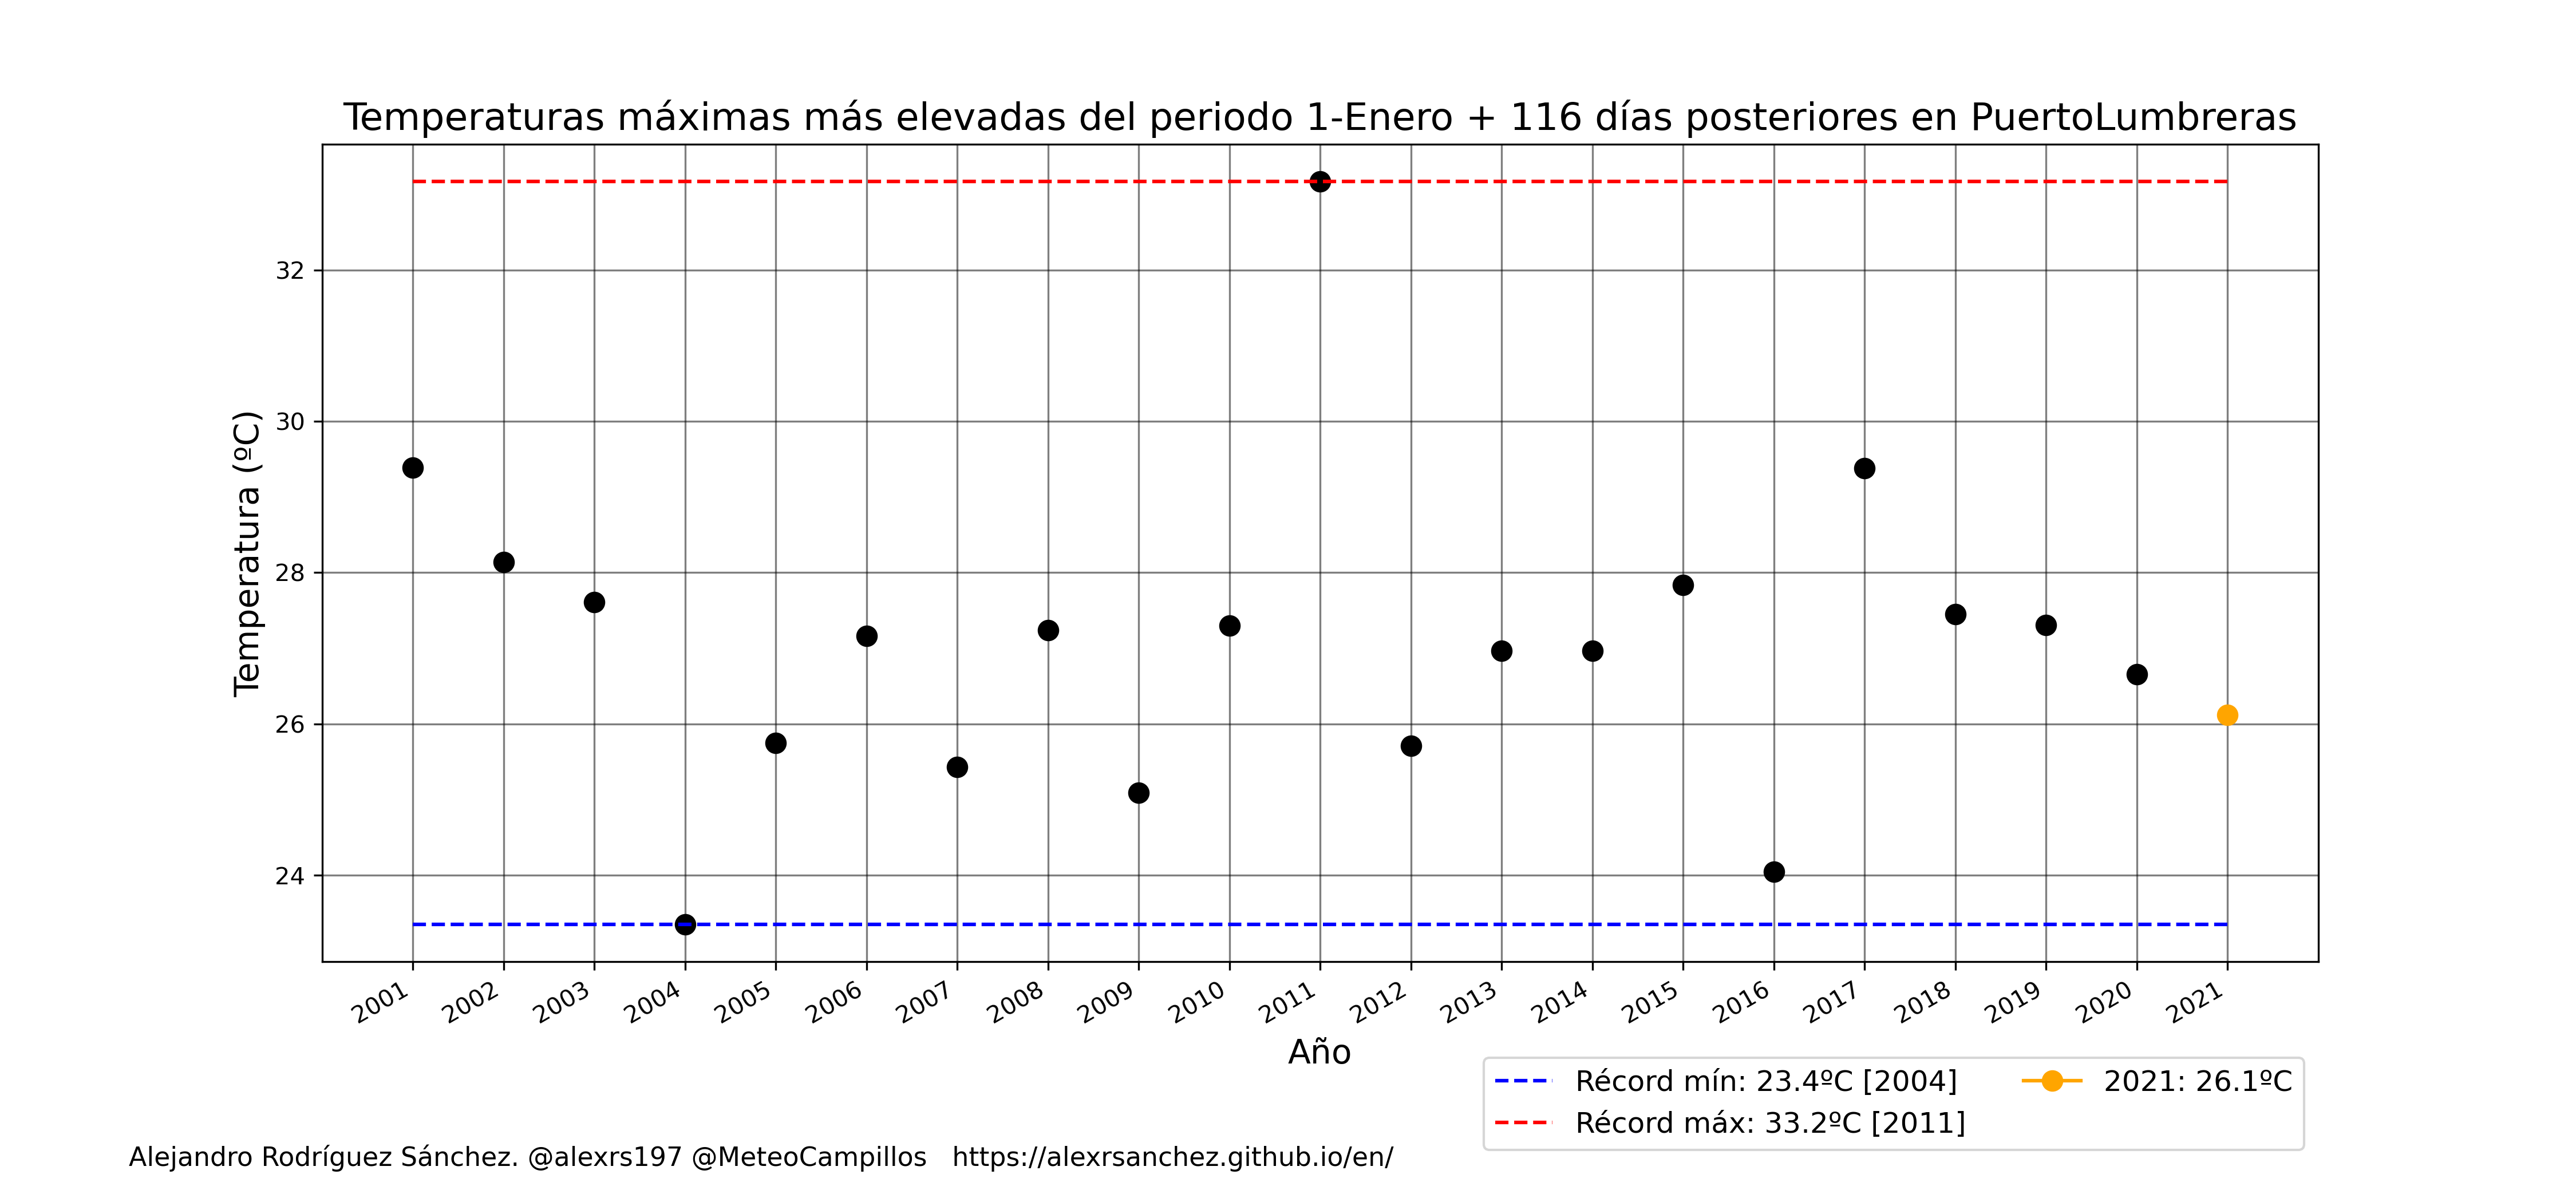 Temperaturas máximas más elevadas del periodo 1-Enero + 116 días posteriores en PuertoLumbreras
Temperatura (ºC)
32
30
28
26
24
2001 2002 2003 2004 2005 2006 2007 2008 2009 2010 2011 2012 2013 2014 2015 2016 2017 2018 2019 2020 2021
Año
Récord mín: 23.4ºC [2004]
Récord máx: 33.2ºC [2011]
2021: 26.1ºC
Alejandro Rodríguez Sánchez. @alexrs197 @MeteoCampillos https://alexrsanchez.github.io/en/